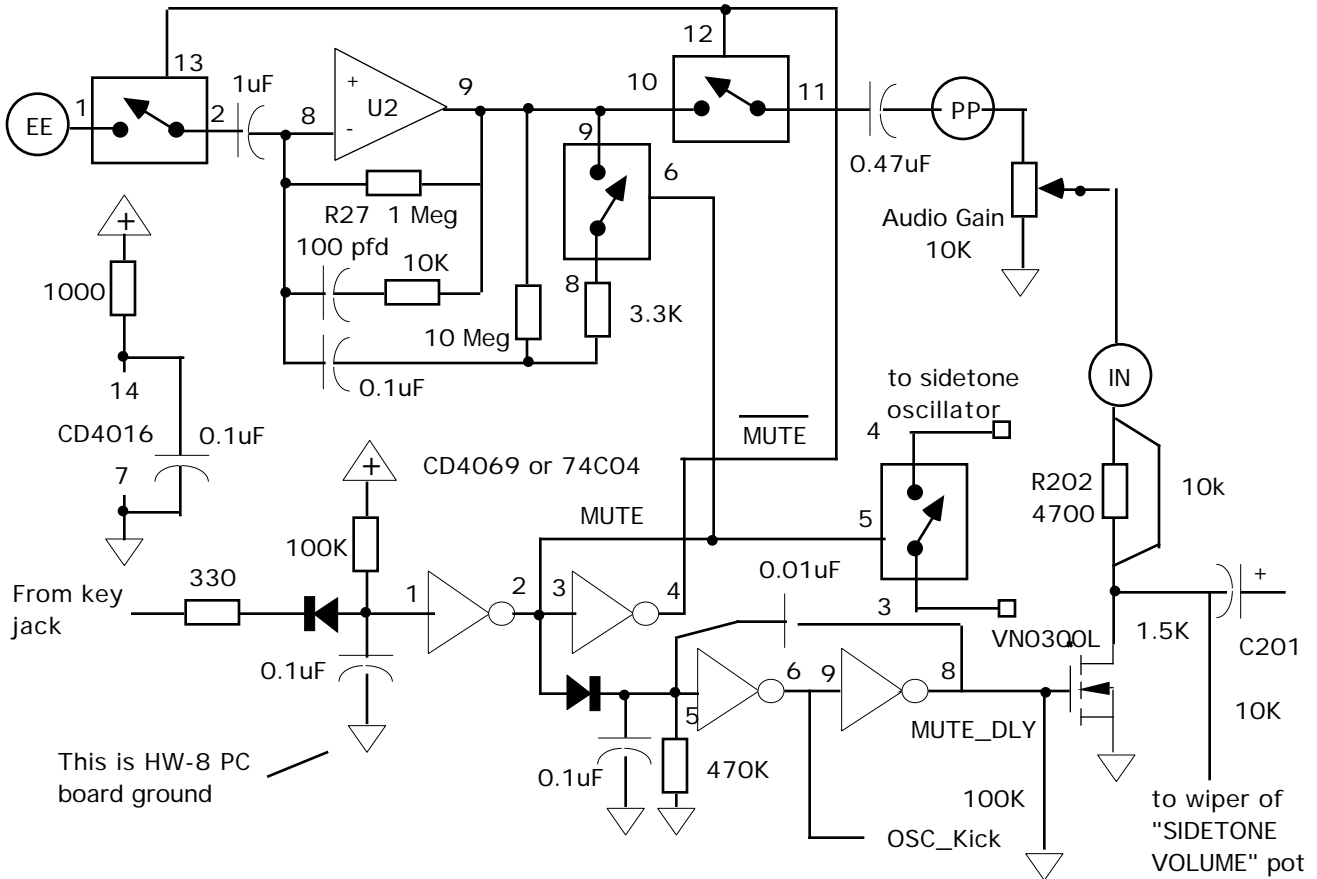 13
12
1uF
EE
1
2
8
+
-
U2
9
10
11
PP
0.47uF
9
6
R27 1 Meg
Audio Gain
10K
+
100 pfd
10K
1000
8
3.3K
10 Meg
0.1uF
IN
14
to sidetone
oscillator
CD4016
0.1uF
MUTE
4
7
+
CD4069 or 74C04
R202
4700
10k
MUTE
5
100K
0.01uF
330
From key
jack
1
2
3
4
3
+
VN0300L
1.5K
C201
0.1uF
6
9
8
5
10K
MUTE_DLY
This is HW-8 PC
board ground
0.1uF
470K
100K
to wiper of
"SIDETONE
VOLUME" pot
OSC_Kick